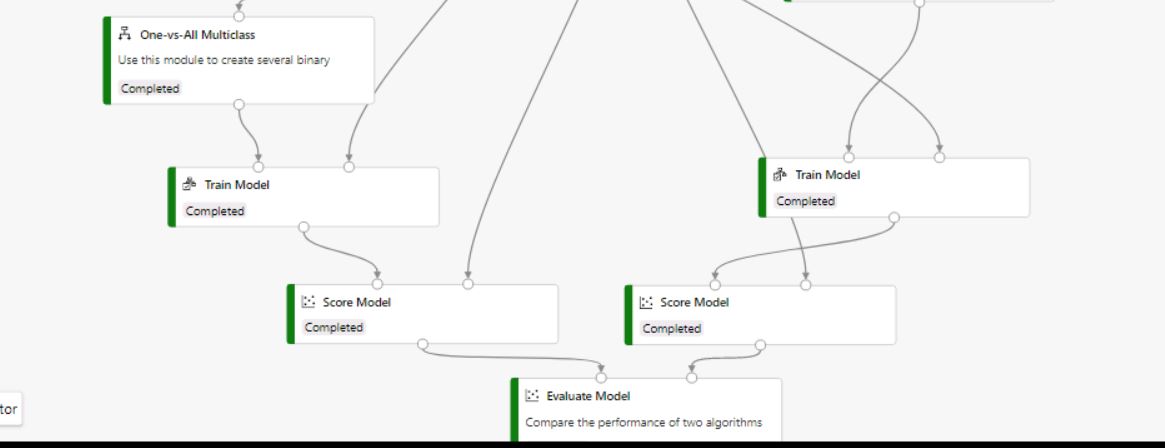 One-vs-All Multiclass
Use this module to create several binary
Completed
Train Model
Completed
Train Model
Completed
Score Model
Completed
Score Model
Completed
tor
Evaluate Model
Compare the performance of two algorithms